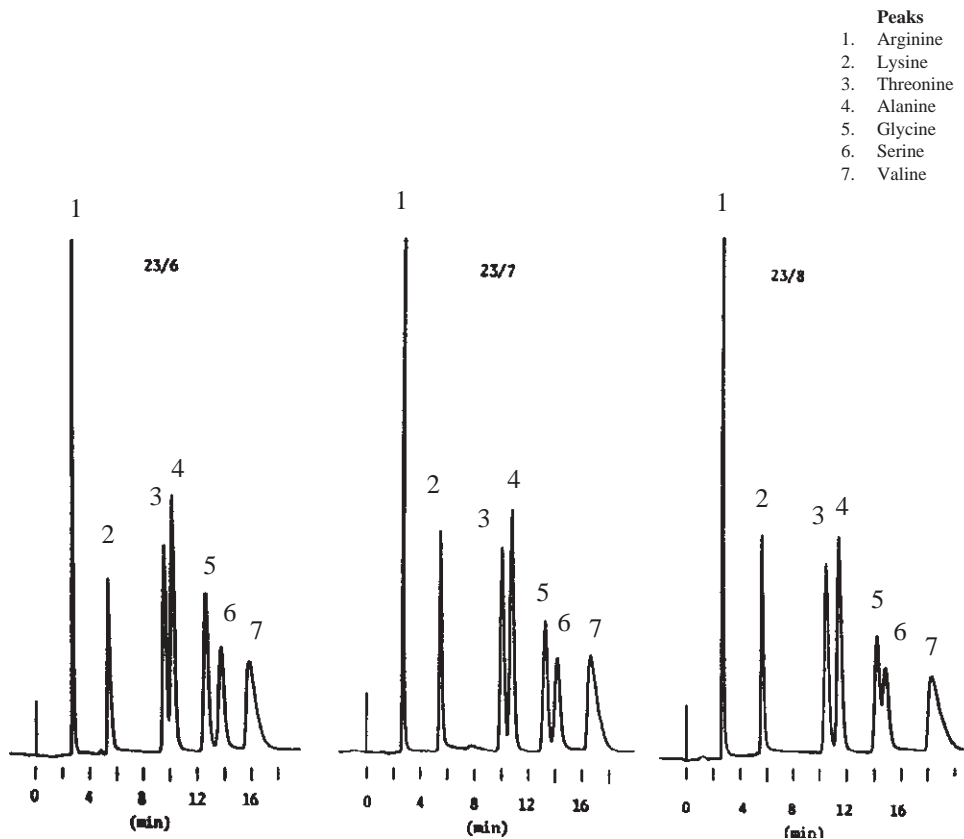 Peaks
1. Arginine
2. Lysine
3. Threonine
4. Alanine
5. Glycine
6. Serine
7. Valine
1
23/6
2
3
4
5
6
7
0 4 8 12 16
(min)
1
23/7
2
3
4
5
6
7
0 4 8 12 16
(min)
1
23/8
2
3
4
5
6
7
0 4 8 12 16
(min)